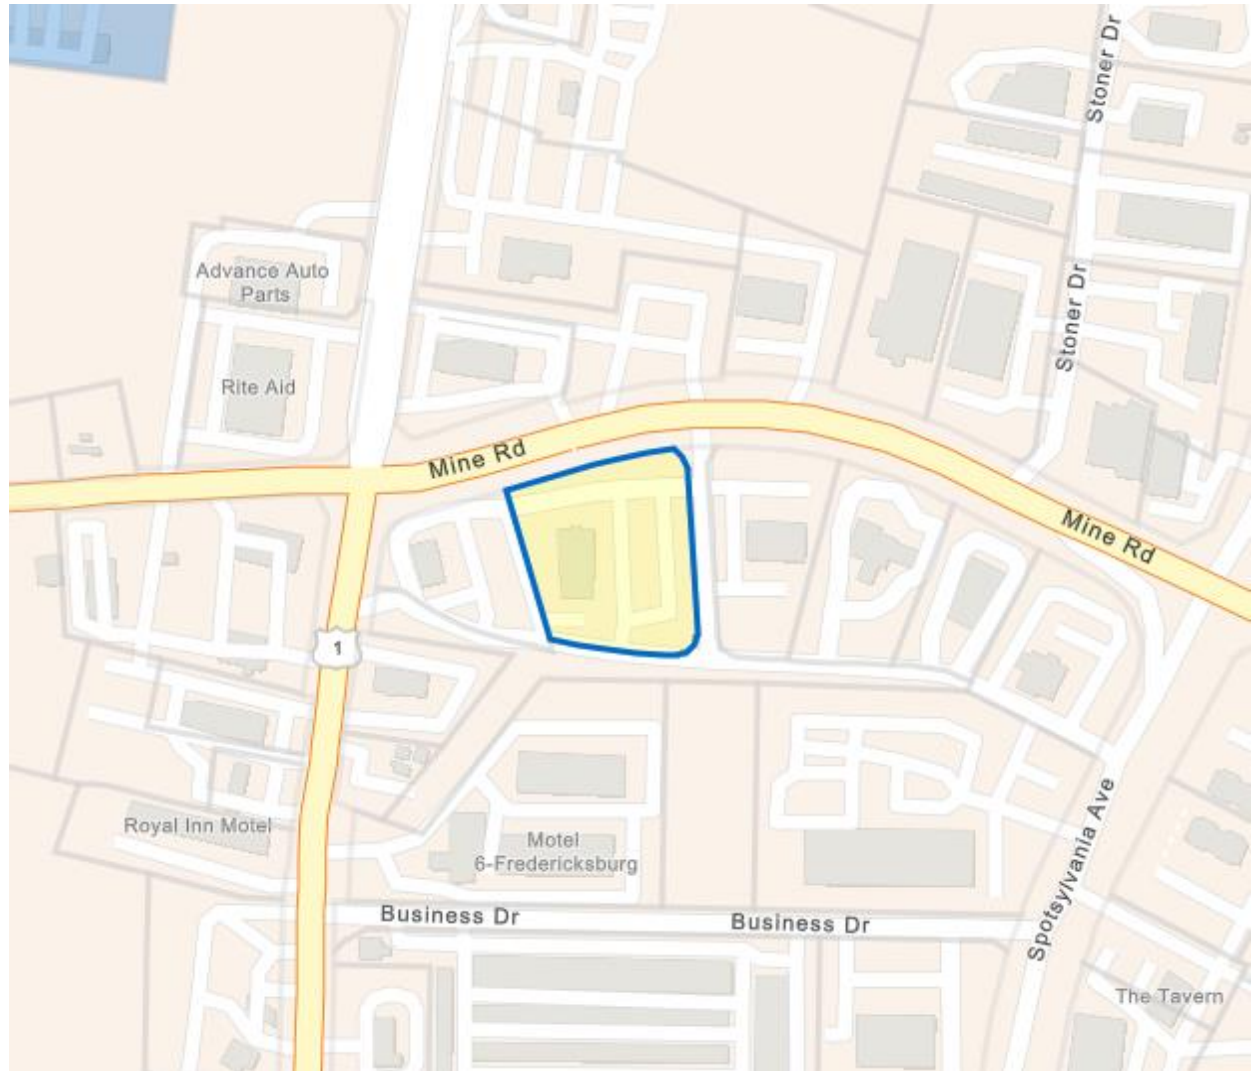 Stoner Dr
Advance Auto
Parts
Stoner Dr
Rite Aid
Mine Rd
Mine Rd
1
Royal Inn Motel
Motel
6-Fredericksburg
Spotsylvania Ave
Business Dr
Business Dr
The Tavern